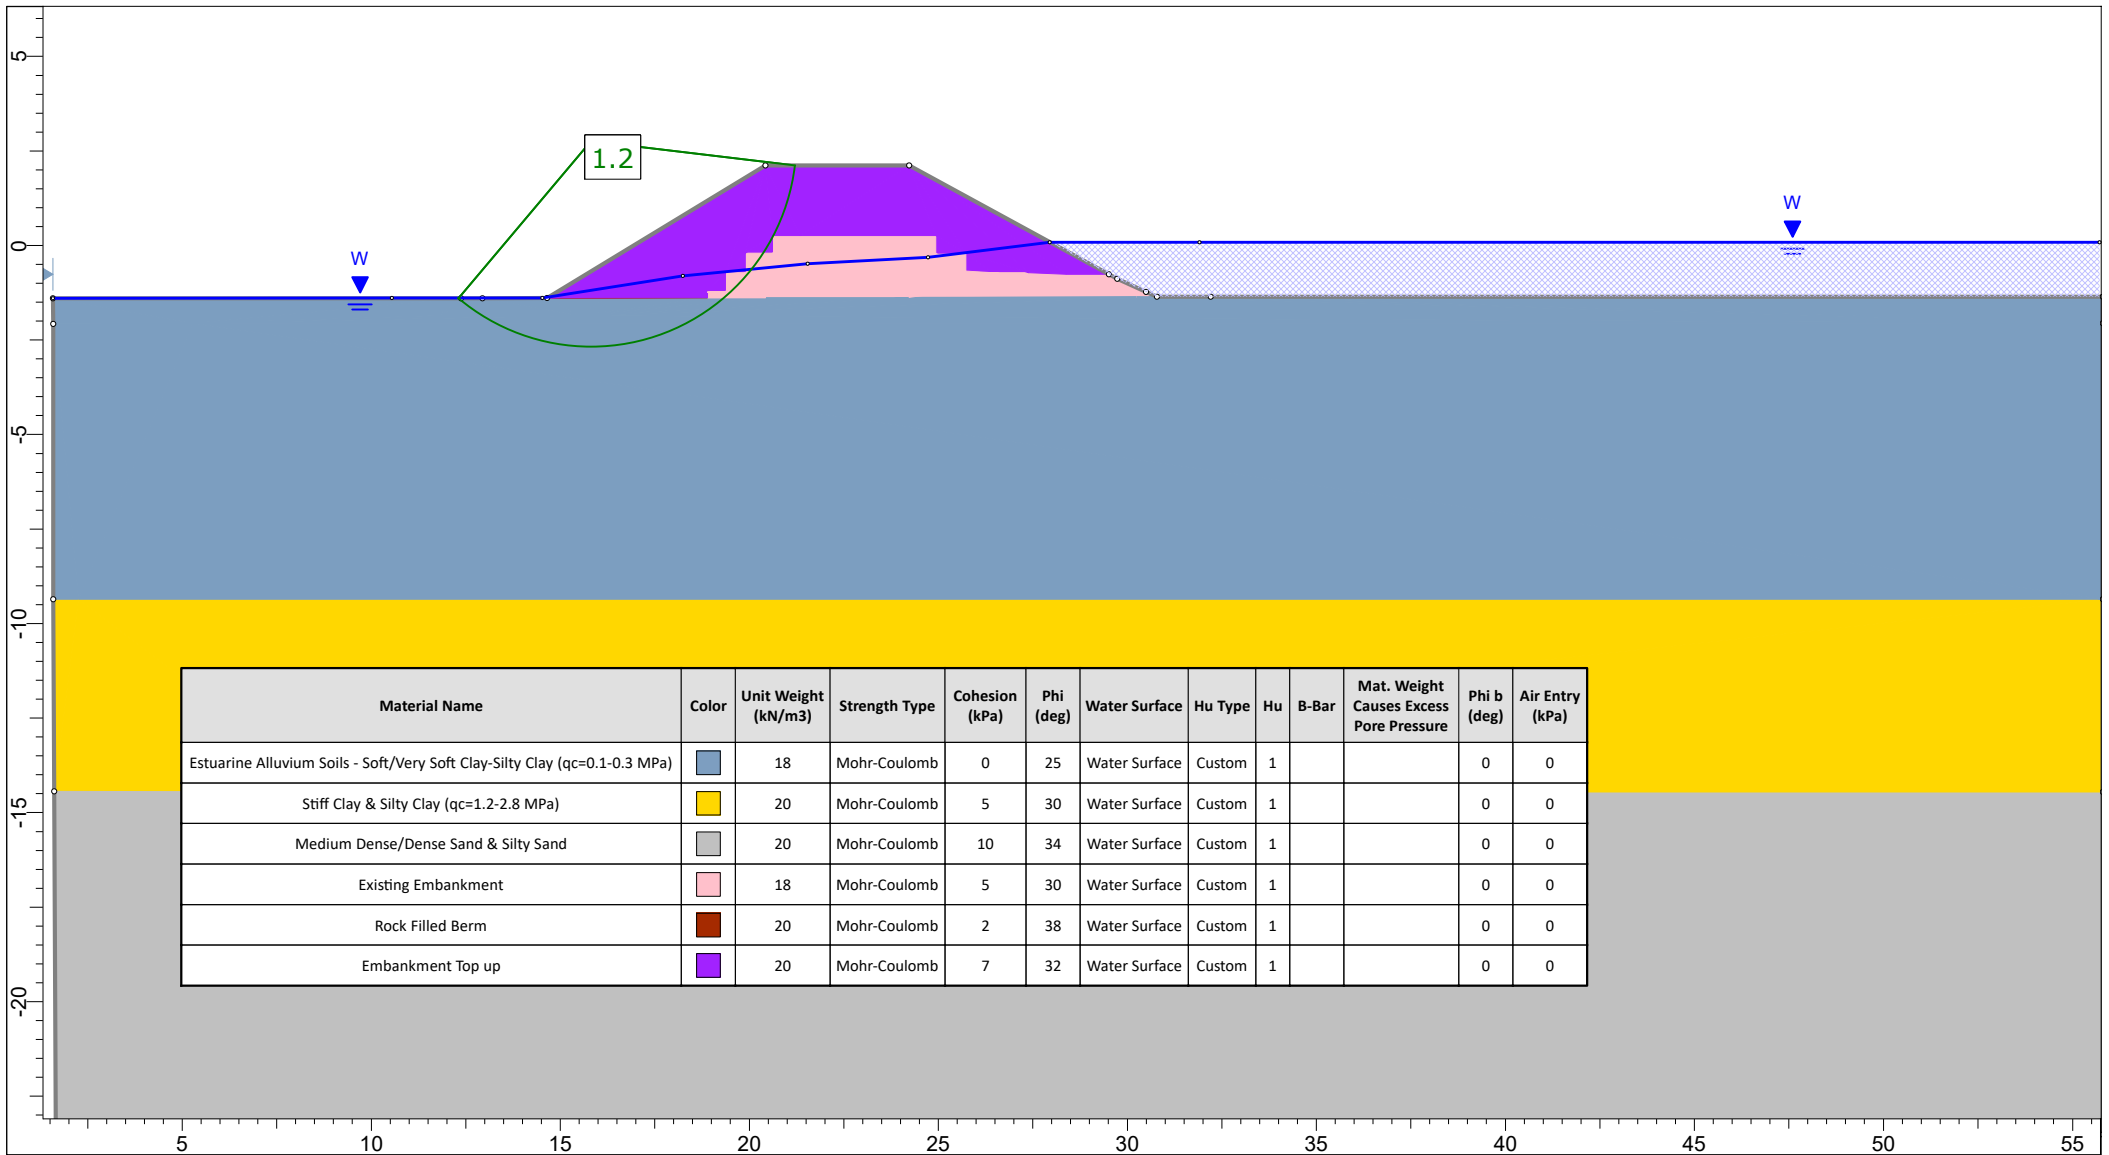 5
0
-5
-10
-15
-20
1.2
W
W
Material Name Color Unit Weight (kN/m3) Strength Type Cohesion (kPa) Phi (deg) Water Surface Hu Type Hu B-Bar Mat. Weight Causes Excess Pore Pressure Phi b (deg) Air Entry (kPa)
Estuarine Alluvium Soils - Soft/Very Soft Clay-Silty Clay (qc=0.1-0.3 MPa) 18 Mohr-Coulomb 0 25 Water Surface Custom 1 0 0
Stiff Clay & Silty Clay (qc=1.2-2.8 MPa) 20 Mohr-Coulomb 5 30 Water Surface Custom 1 0 0
Medium Dense/Dense Sand & Silty Sand 20 Mohr-Coulomb 10 34 Water Surface Custom 1 0 0
Existing Embankment 18 Mohr-Coulomb 5 30 Water Surface Custom 1 0 0
Rock Filled Berm 20 Mohr-Coulomb 2 38 Water Surface Custom 1 0 0
Embankment Top up 20 Mohr-Coulomb 7 32 Water Surface Custom 1 0 0
5 10 15 20 25 30 35 40 45 50 55